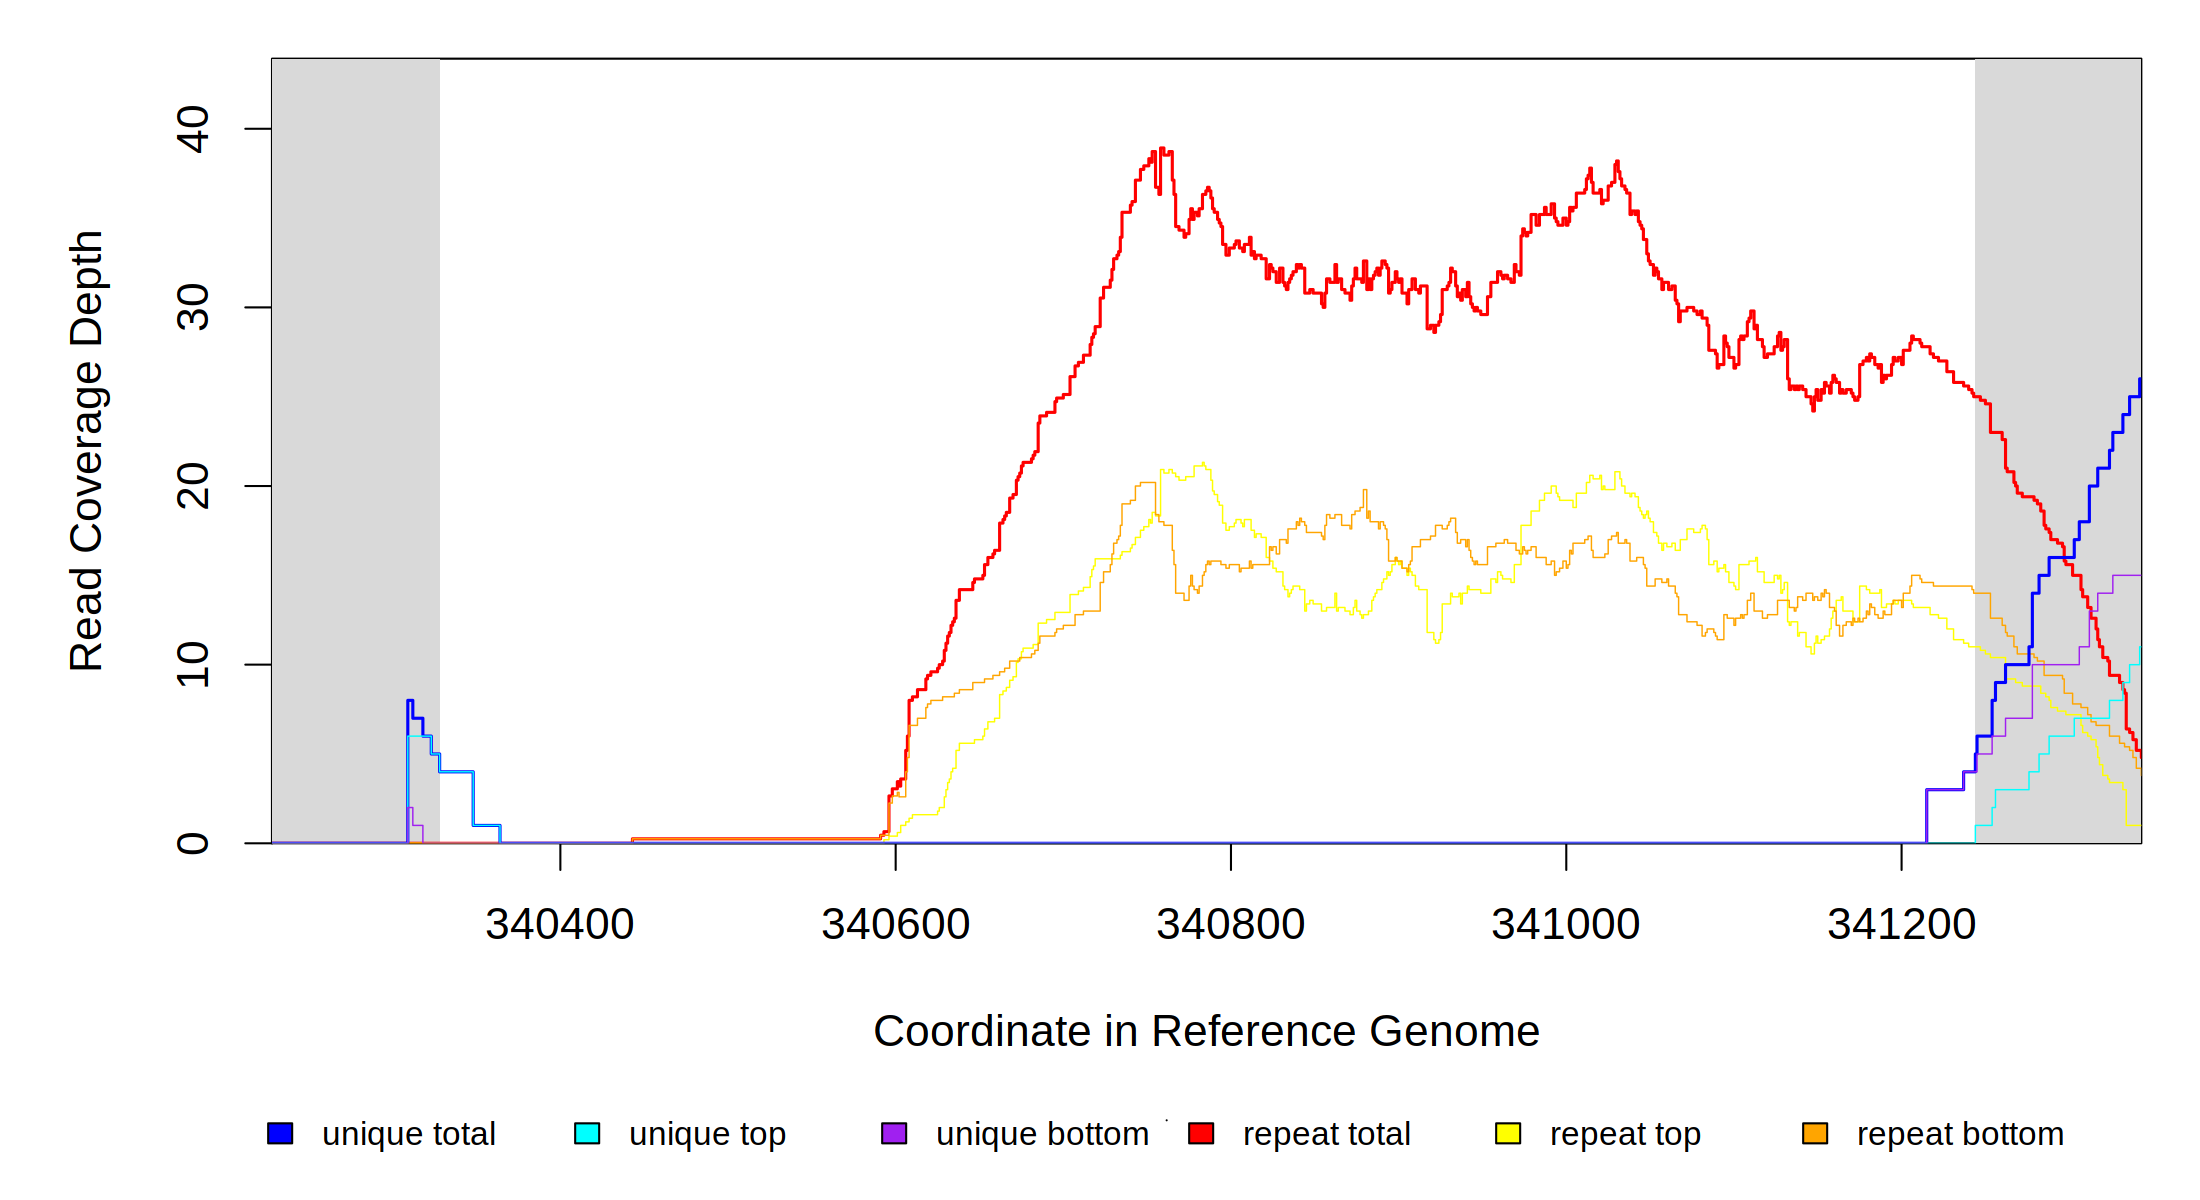 40
30
20
10
0
Read Coverage Depth
340400 340600 340800 341000 341200
Coordinate in Reference Genome
unique total unique top unique bottom repeat total repeat top repeat bottom